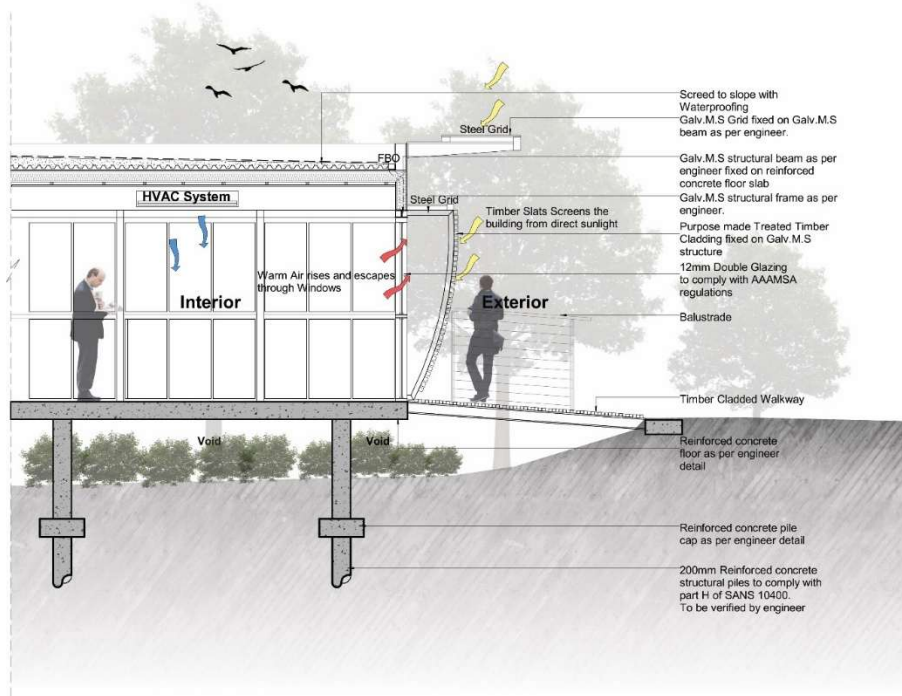 Screed to slope with
Waterproofing
Steel Grid
Galv.M.S Grid fixed on Galv.M.S
beam as per engineer.
FBO
Galv.M.S structural beam as per
engineer fixed on reinforced
concrete floor slab
HVAC System
Steel Grid
Galv.M.S structural frame as per
engineer.
Timber Slats Screens the
building from direct sunlight
Purpose made Treated Timber
Cladding fixed on Galv.M.S
structure
Warm Air rises and escapes
through Windows
12mm Double Glazing
to comply with AAAMSA
regulations
Interior
Exterior
Balustrade
Timber Cladded Walkway
Void
Void
Reinforced concrete
floor as per engineer
detail
Reinforced concrete pile
cap as per engineer detail
200mm Reinforced concrete
structural piles to comply with
part H of SANS 10400.
To be verified by engineer